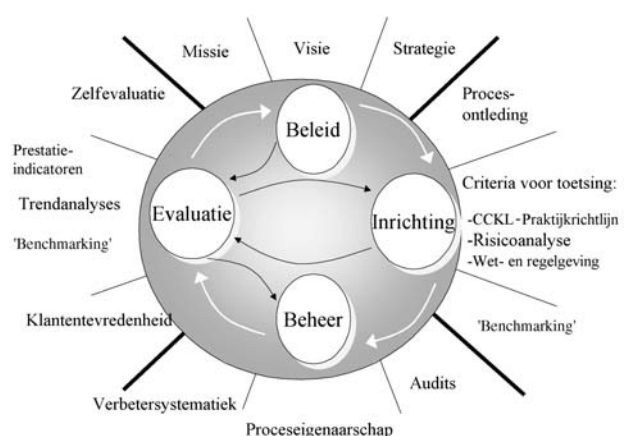 Missie
Visie
Strategie
Zelfevaluatie
Proces-
ontleding
Prestatie-
indicatoren
Trendanalyses
'Benchmarking'
Klantentevredenheid
Beleid
Evaluatie
Inrichting
Beheer
Criteria voor toetsing:
-CCKL-Praktijkrichtlijn
-Risicoanalyse
-Wet- en regelgeving
'Benchmarking'
Audits
Verbetersystematiek
Proceseigenaarschap